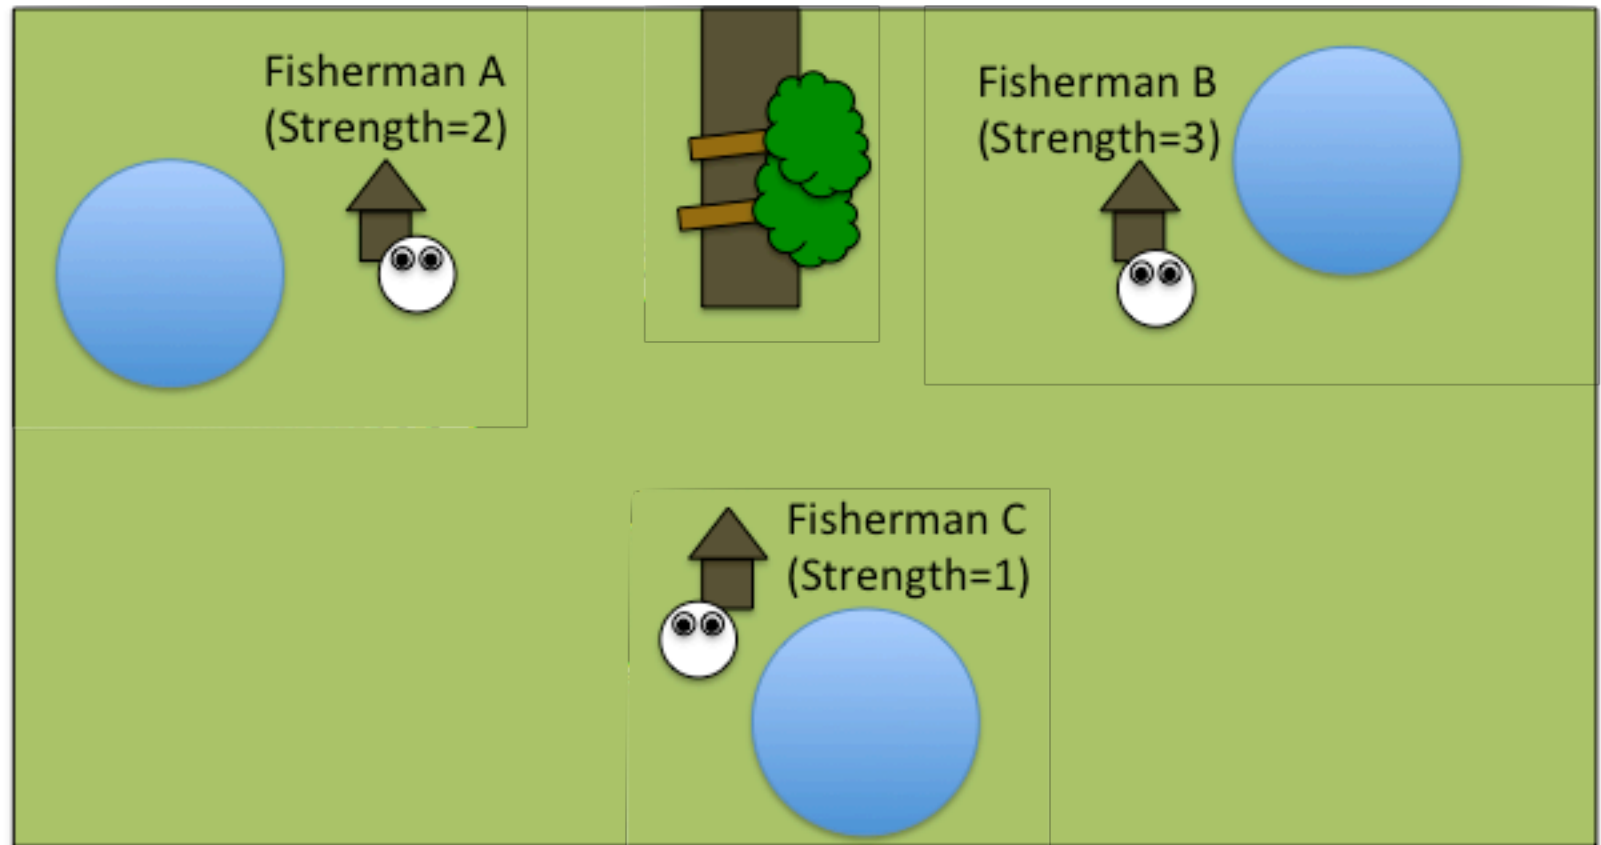 Fisherman A
(Strength=2)
Fisherman B
(Strength=3)
Fisherman C
(Strength=1)